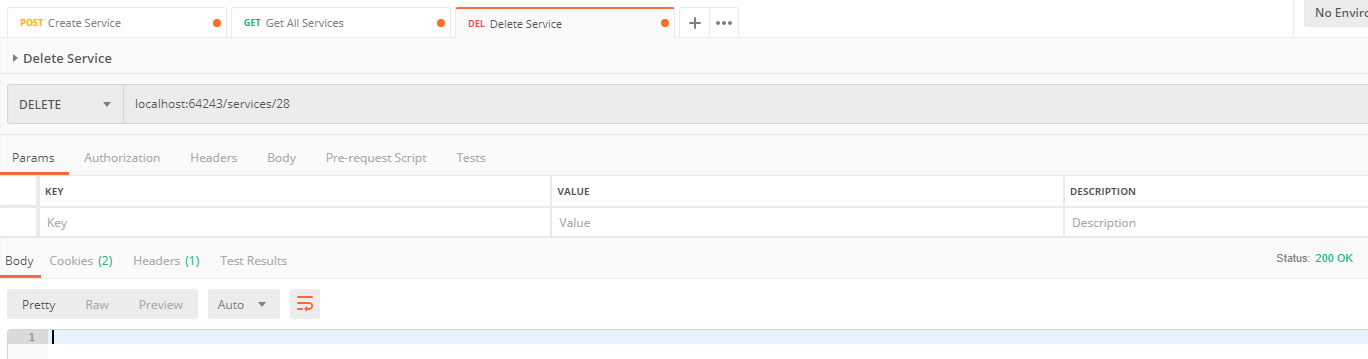 POST Create Service GET Get All Services DEL Delete Service No Enviro
Delete Service
DELETE localhost:64243/services/28
Params Authorization Headers Body Pre-request Script Tests
KEY VALUE DESCRIPTION
Key Value Description
Body Cookies (2) Headers (1) Test Results Status: 200 OK
Pretty Raw Preview Auto
1